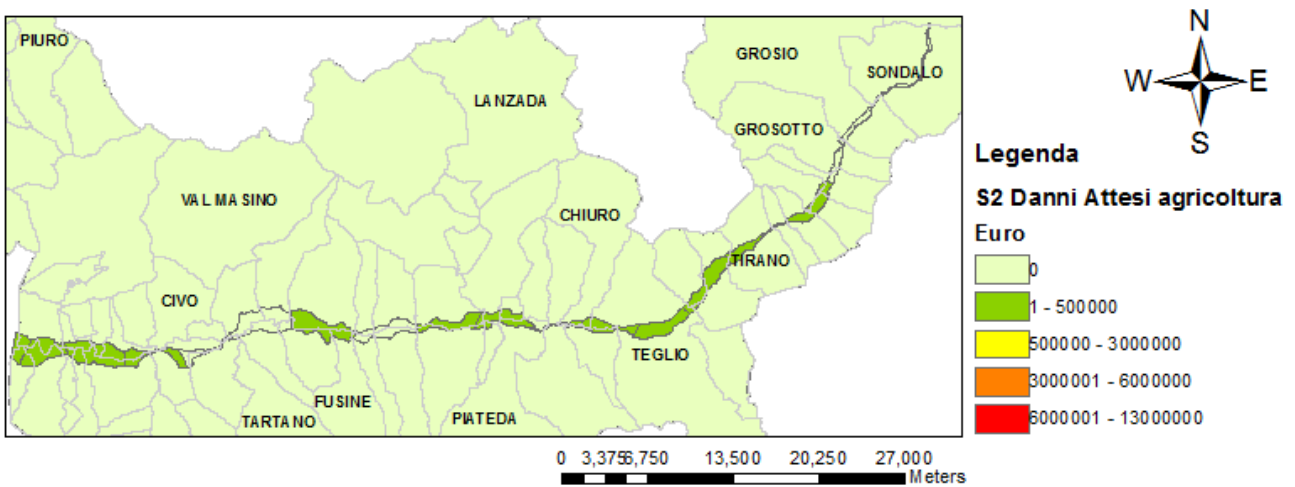 PIURO
GROSIO
SONDALO
LANZADA
GROSOTTO
VAL MASINO
CHIURO
TIRANO
CIVO
TEGLIO
FUSINE
TARTANO
PIATEDA
N
W E
S
Legenda
S2 Danni Attesi agricoltura
Euro
0
1 - 500000
500000 - 3000000
3000001 - 6000000
6000001 - 13000000
0 3,375 6,750 13,500 20,250 27,000
Meters